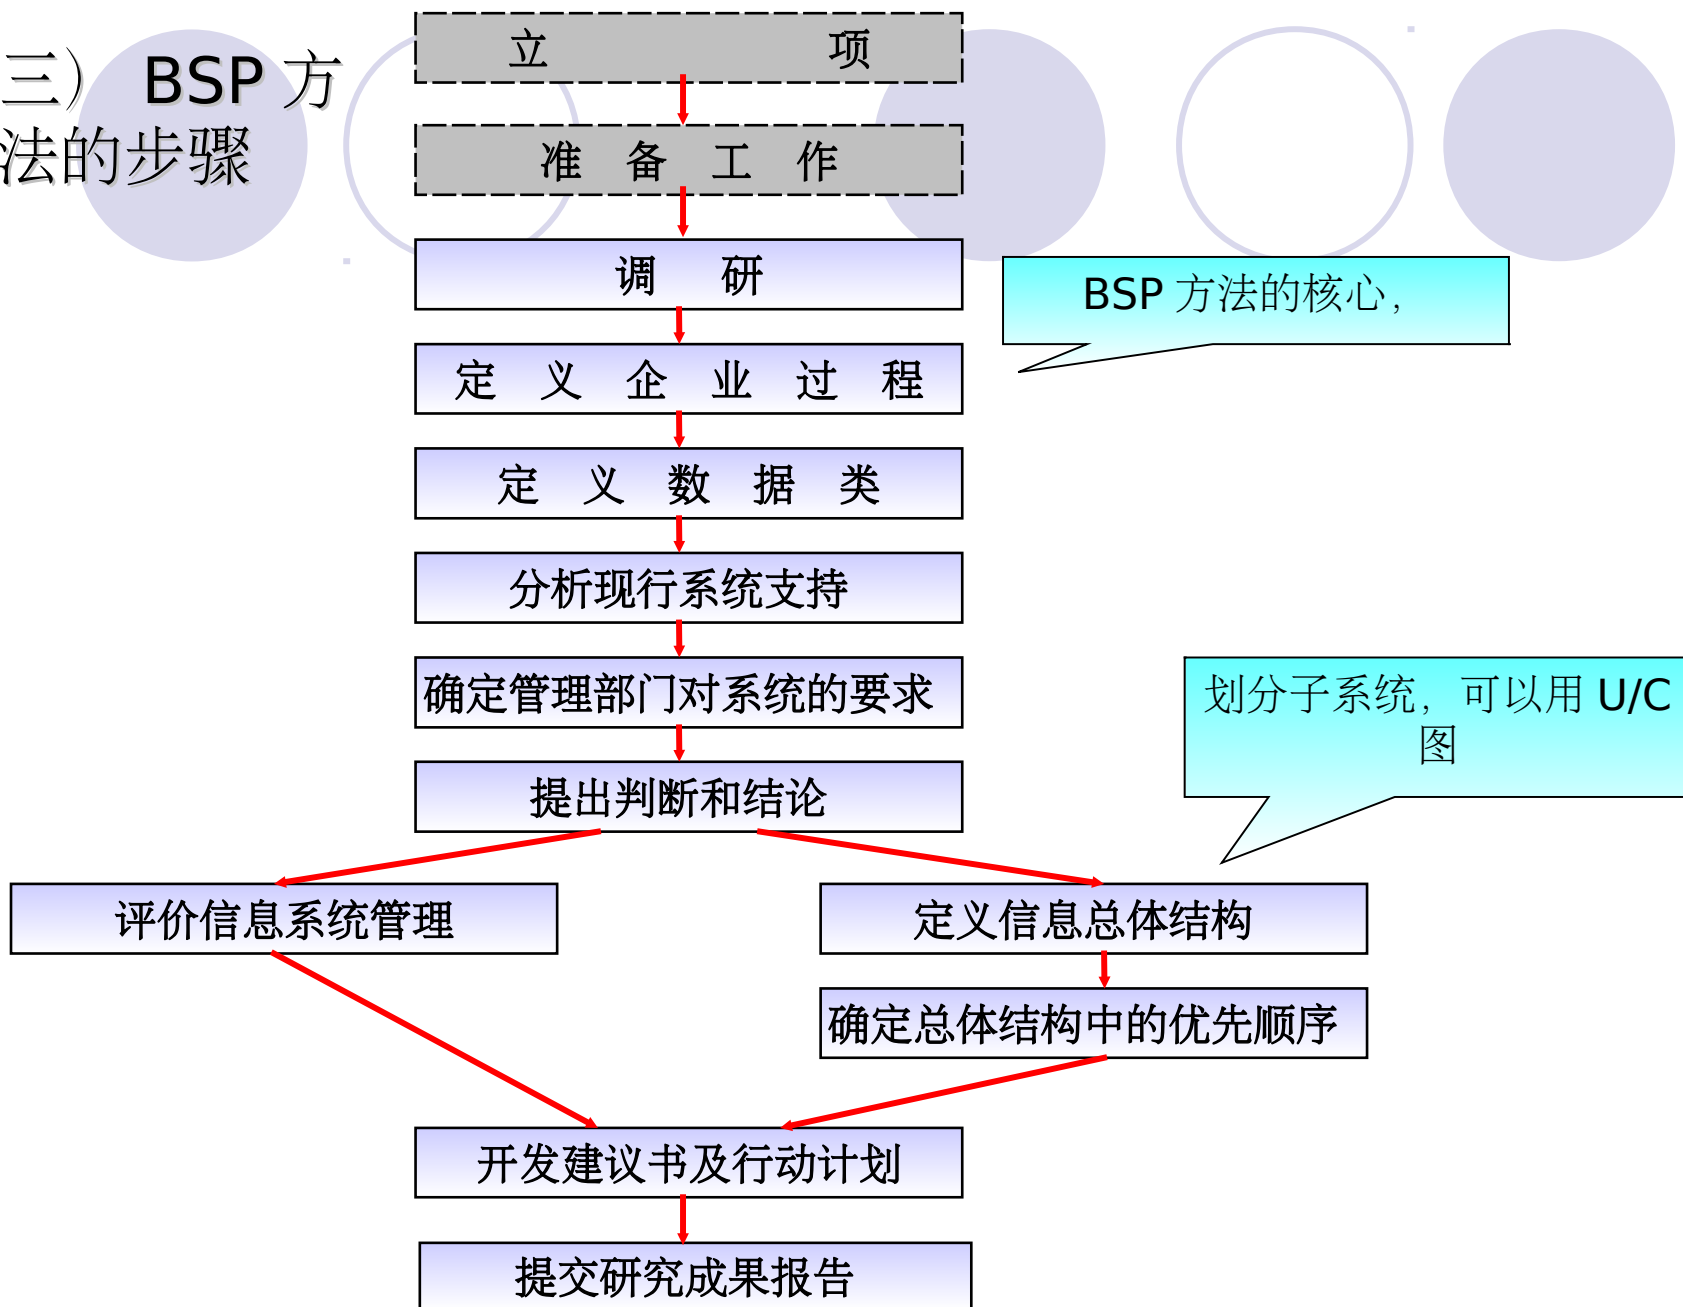 三） BSP 方
法的步骤
立 项
准 备 工 作
调 研
BSP 方法的核心，
定 义 企 业 过 程
定 义 数 据 类
分析现行系统支持
确定管理部门对系统的要求
划分子系统，可以用 U/C
图
提出判断和结论
评价信息系统管理
定义信息总体结构
确定总体结构中的优先顺序
开发建议书及行动计划
提交研究成果报告